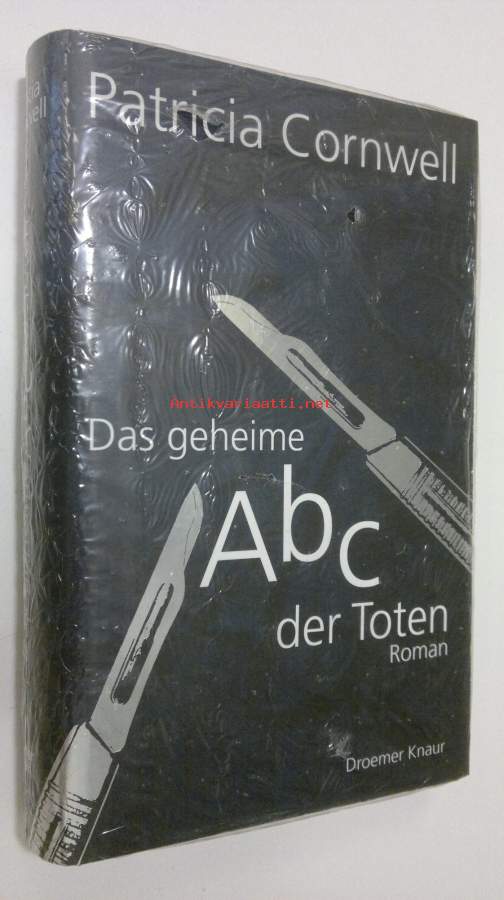 Patricia Cornwell
Antikvariaatti.net
Das geheime
Abc
der Toten
Roman
Droemer Knaur